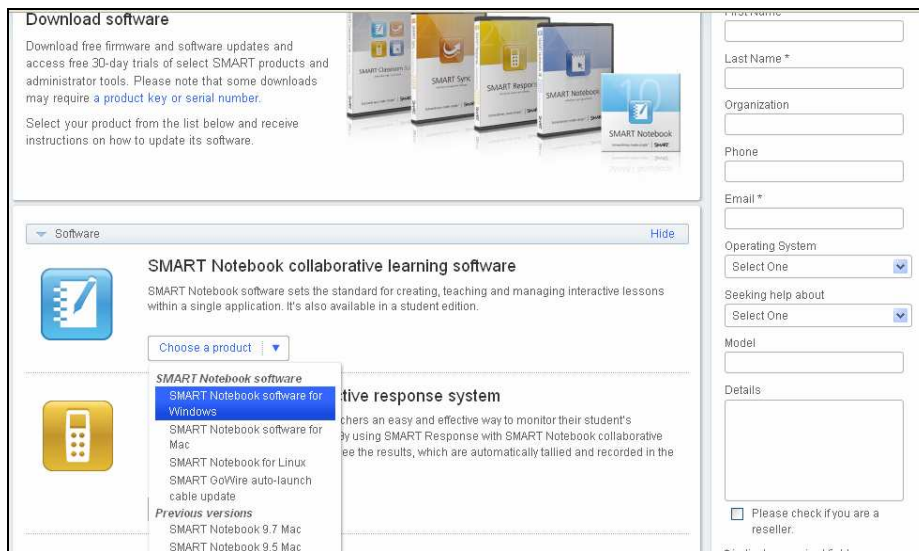 Download software
Download free firmware and software updates and
access free 30-day trials of select SMART products and
administrator tools. Please note that some downloads
may require a product key or serial number.
Select your product from the list below and receive
instructions on how to update its software.
SMART Sync
SMART Notebook
SMART Notebook
Software
Hide
SMART Notebook collaborative learning software
SMART Notebook software sets the standard for creating, teaching and managing interactive lessons
within a single application. It's also available in a student edition.
Choose a product
SMART Notebook software
SMART Notebook software for
Windows
SMART Notebook software for
Mac
SMART Notebook for Linux
SMART GoWire auto-launch
cable update
Previous versions
SMART Notebook 9.7 Mac
SMART Notebook 9.5 Mac
tive response system
chers an easy and effective way to monitor their student's
By using SMART Response with SMART Notebook collaborative
ee the results, which are automatically tallied and recorded in the
First Name
Last Name *
Organization
Phone
Email *
Operating System
Select One
Seeking help about
Select One
Model
Details
Please check if you are a
reseller.